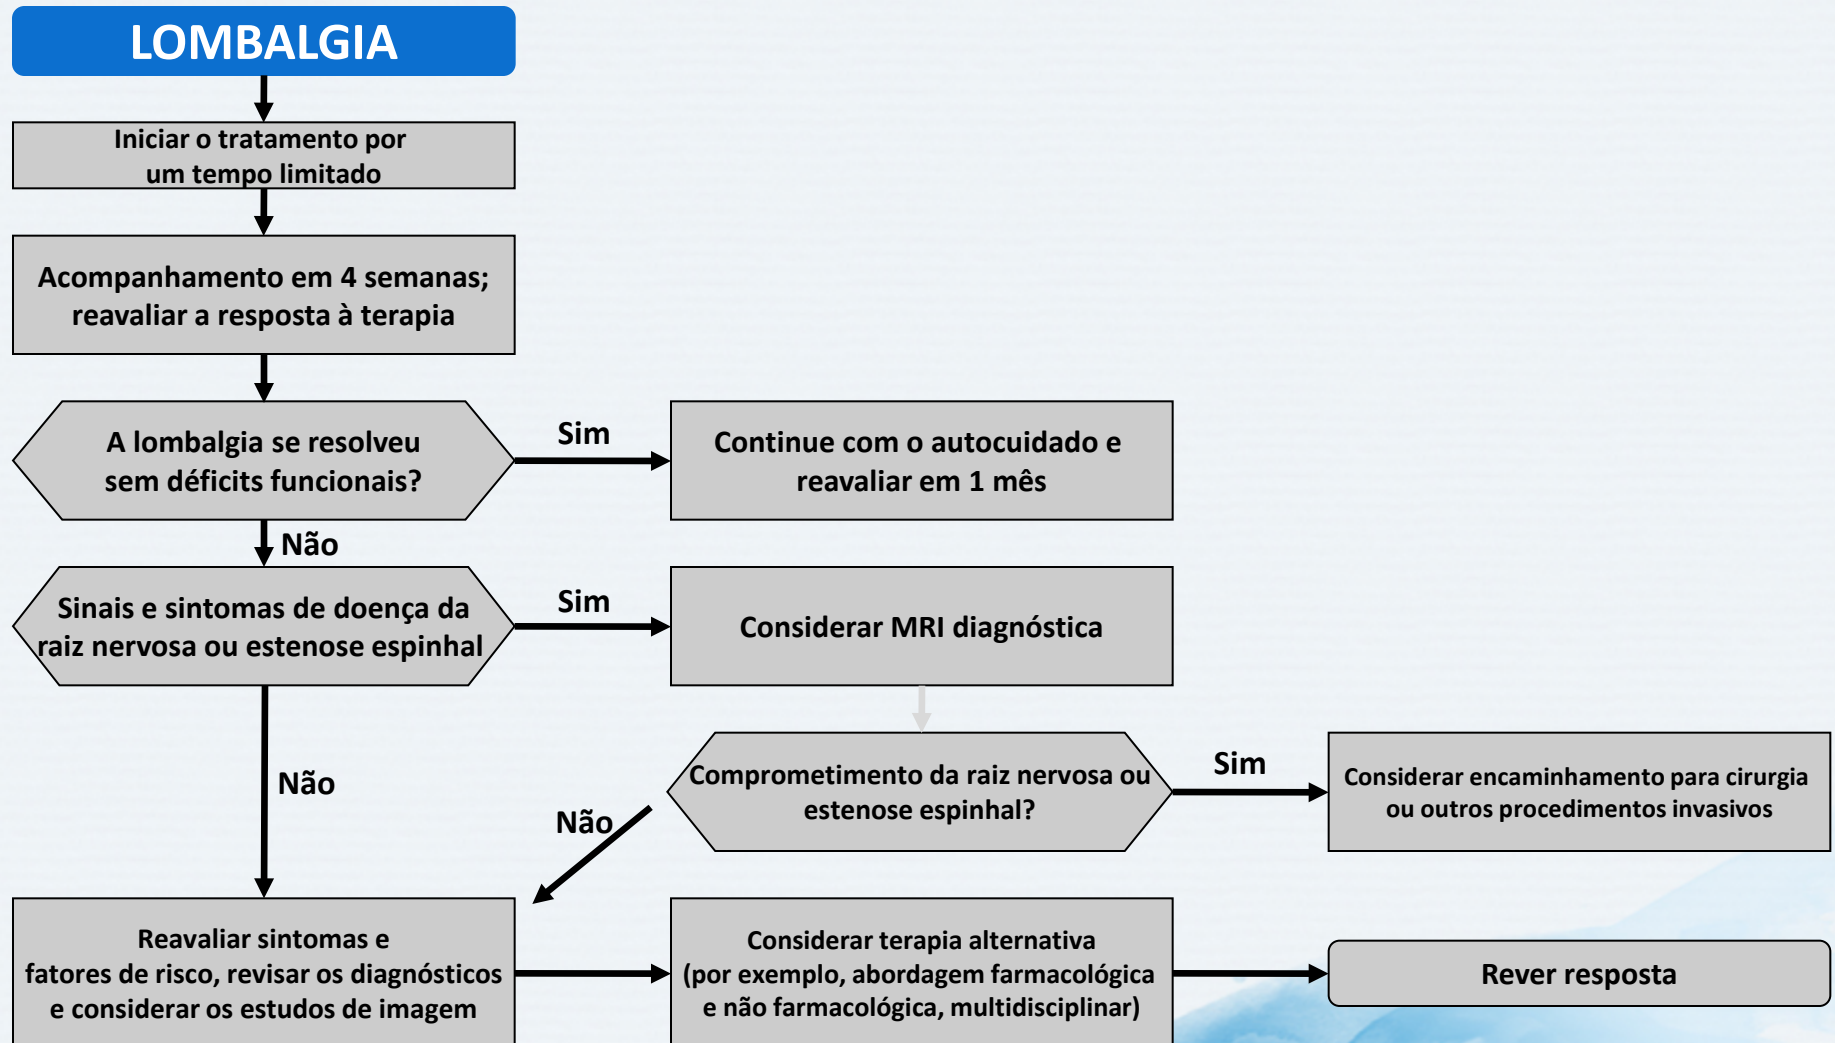 LOMBALGIA
Iniciar o tratamento por
um tempo limitado
Acompanhamento em 4 semanas;
reavaliar a resposta à terapia
A lombalgia se resolveu
sem déficits funcionais?
Sim
Continue com o autocuidado e
reavaliar em 1 mês
Não
Sinais e sintomas de doença da
raiz nervosa ou estenose espinhal
Sim
Considerar MRI diagnóstica
Não
Comprometimento da raiz nervosa ou
estenose espinhal?
Sim
Considerar encaminhamento para cirurgia
ou outros procedimentos invasivos
Não
Reavaliar sintomas e
fatores de risco, revisar os diagnósticos
e considerar os estudos de imagem
Considerar terapia alternativa
(por exemplo, abordagem farmacológica
e não farmacológica, multidisciplinar)
Rever resposta